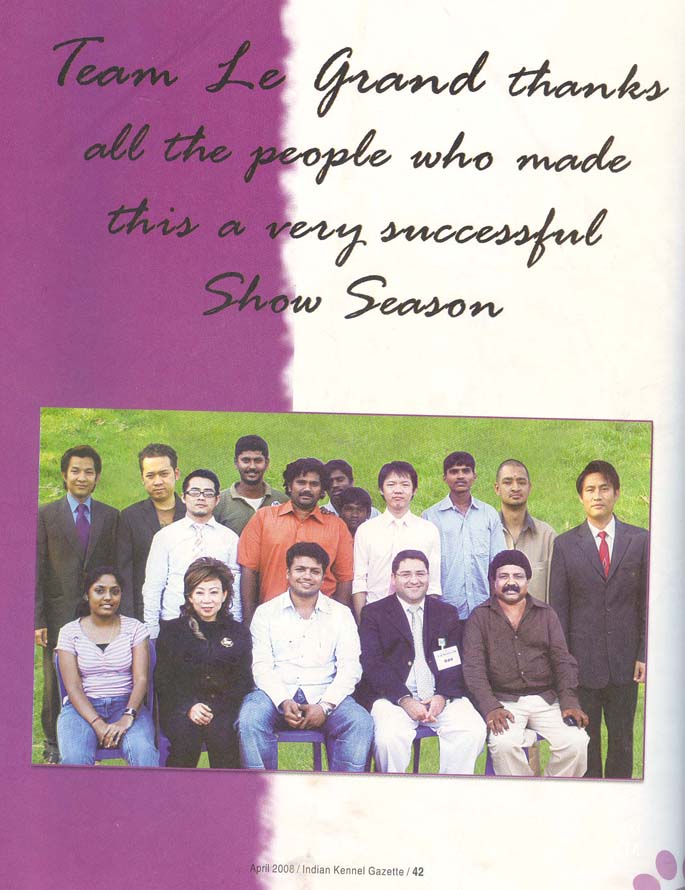 Team Le Grand thanks
all the people who made
this a very successful
Show Season
April 2008 / Indian Kennel Gazette / 42